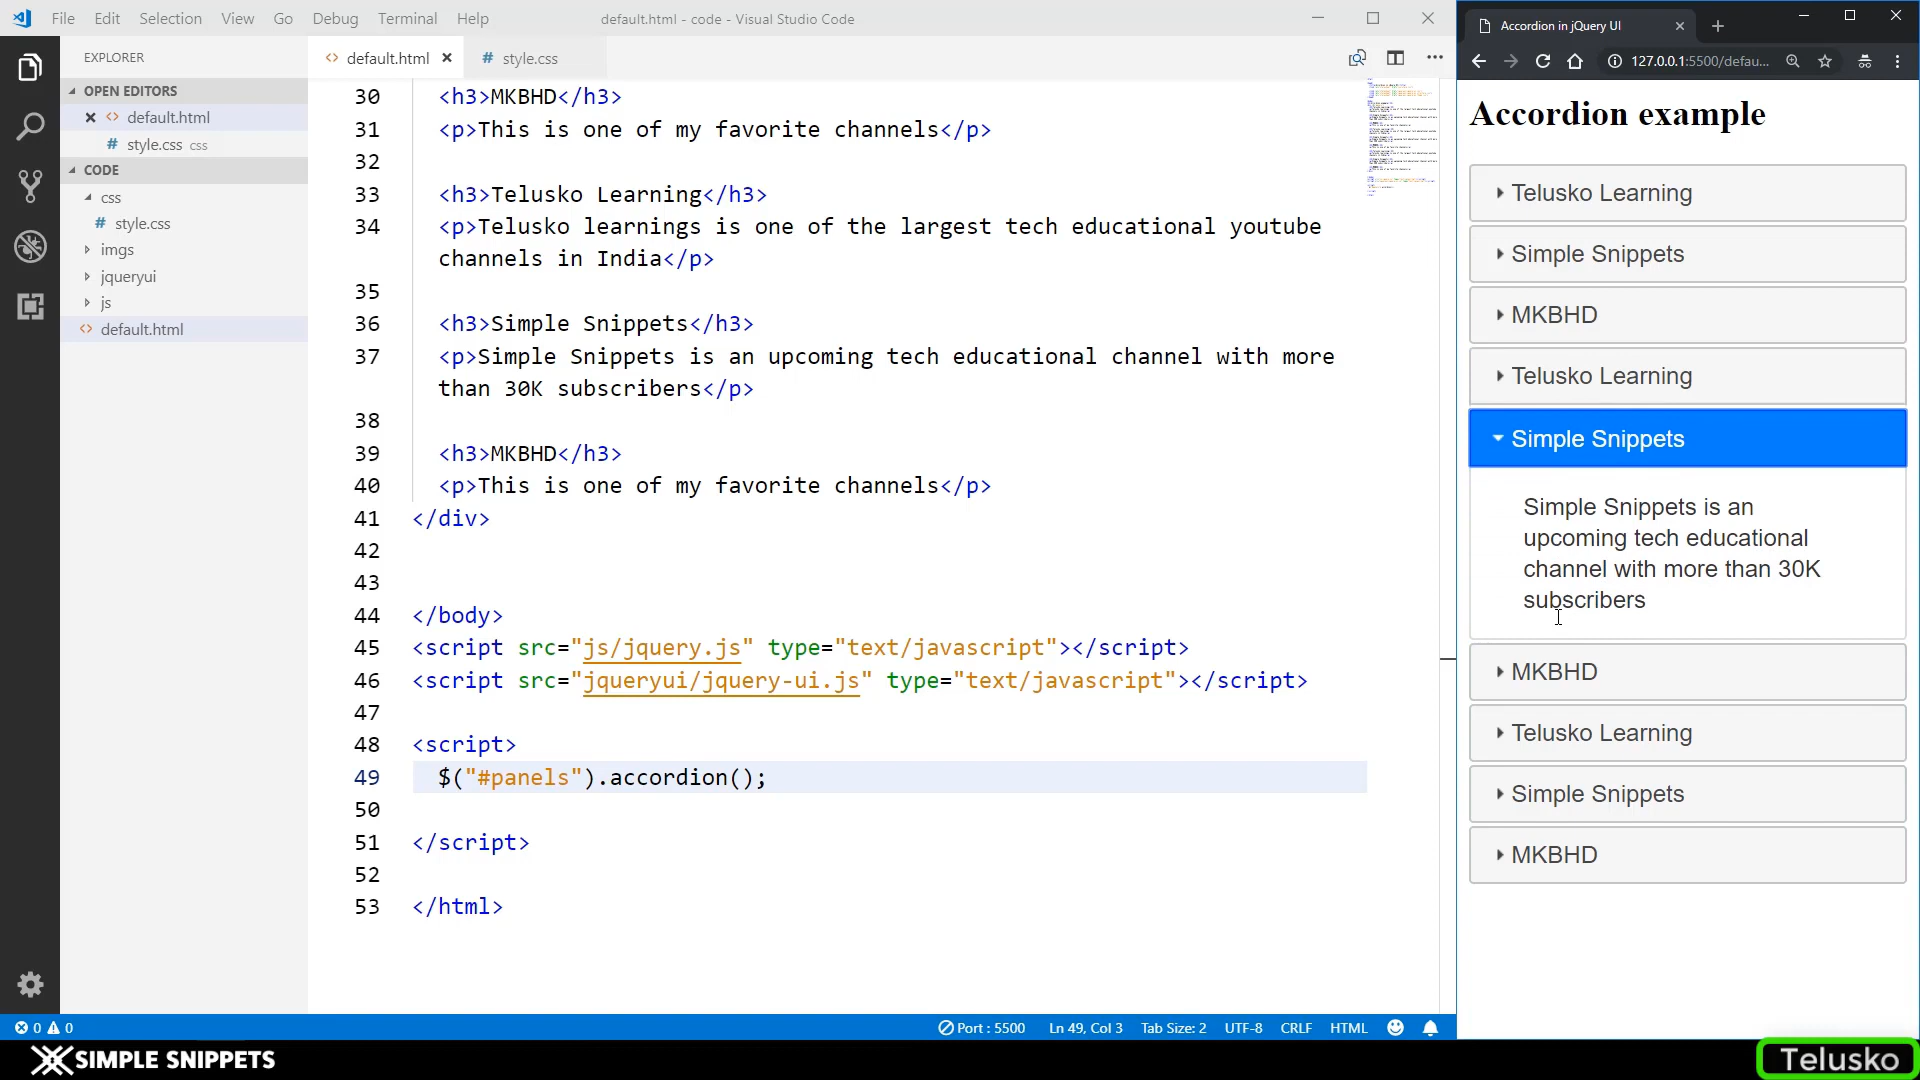 File Edit Selection View Go Debug Terminal Help default.html - code - Visual Studio Code
EXPLORER
OPEN EDITORS
default.html
style.css css
CODE
css
style.css
imgs
jqueryui
js
default.html
default.html style.css
30 <h3>MKBHD</h3>
31 <p>This is one of my favorite channels</p>
32
33 <h3>Telusko Learning</h3>
34 <p>Telusko learnings is one of the largest tech educational youtube
channels in India</p>
35
36 <h3>Simple Snippets</h3>
37 <p>Simple Snippets is an upcoming tech educational channel with more
than 30K subscribers</p>
38
39 <h3>MKBHD</h3>
40 <p>This is one of my favorite channels</p>
41 </div>
42
43
44 </body>
45 <script src="js/jquery.js" type="text/javascript"></script>
46 <script src="jqueryui/jquery-ui.js" type="text/javascript"></script>
47
48 <script>
49 $("#panels").accordion();
50
51 </script>
52
53 </html>
0 0 Port : 5500 Ln 49, Col 3 Tab Size: 2 UTF-8 CRLF HTML
Accordion in jQuery UI
127.0.0.1:5500/defau...
Accordion example
Telusko Learning
Simple Snippets
MKBHD
Telusko Learning
Simple Snippets
Simple Snippets is an
upcoming tech educational
channel with more than 30K
subscribers
MKBHD
Telusko Learning
Simple Snippets
MKBHD
SIMPLE SNIPPETS
Telusko